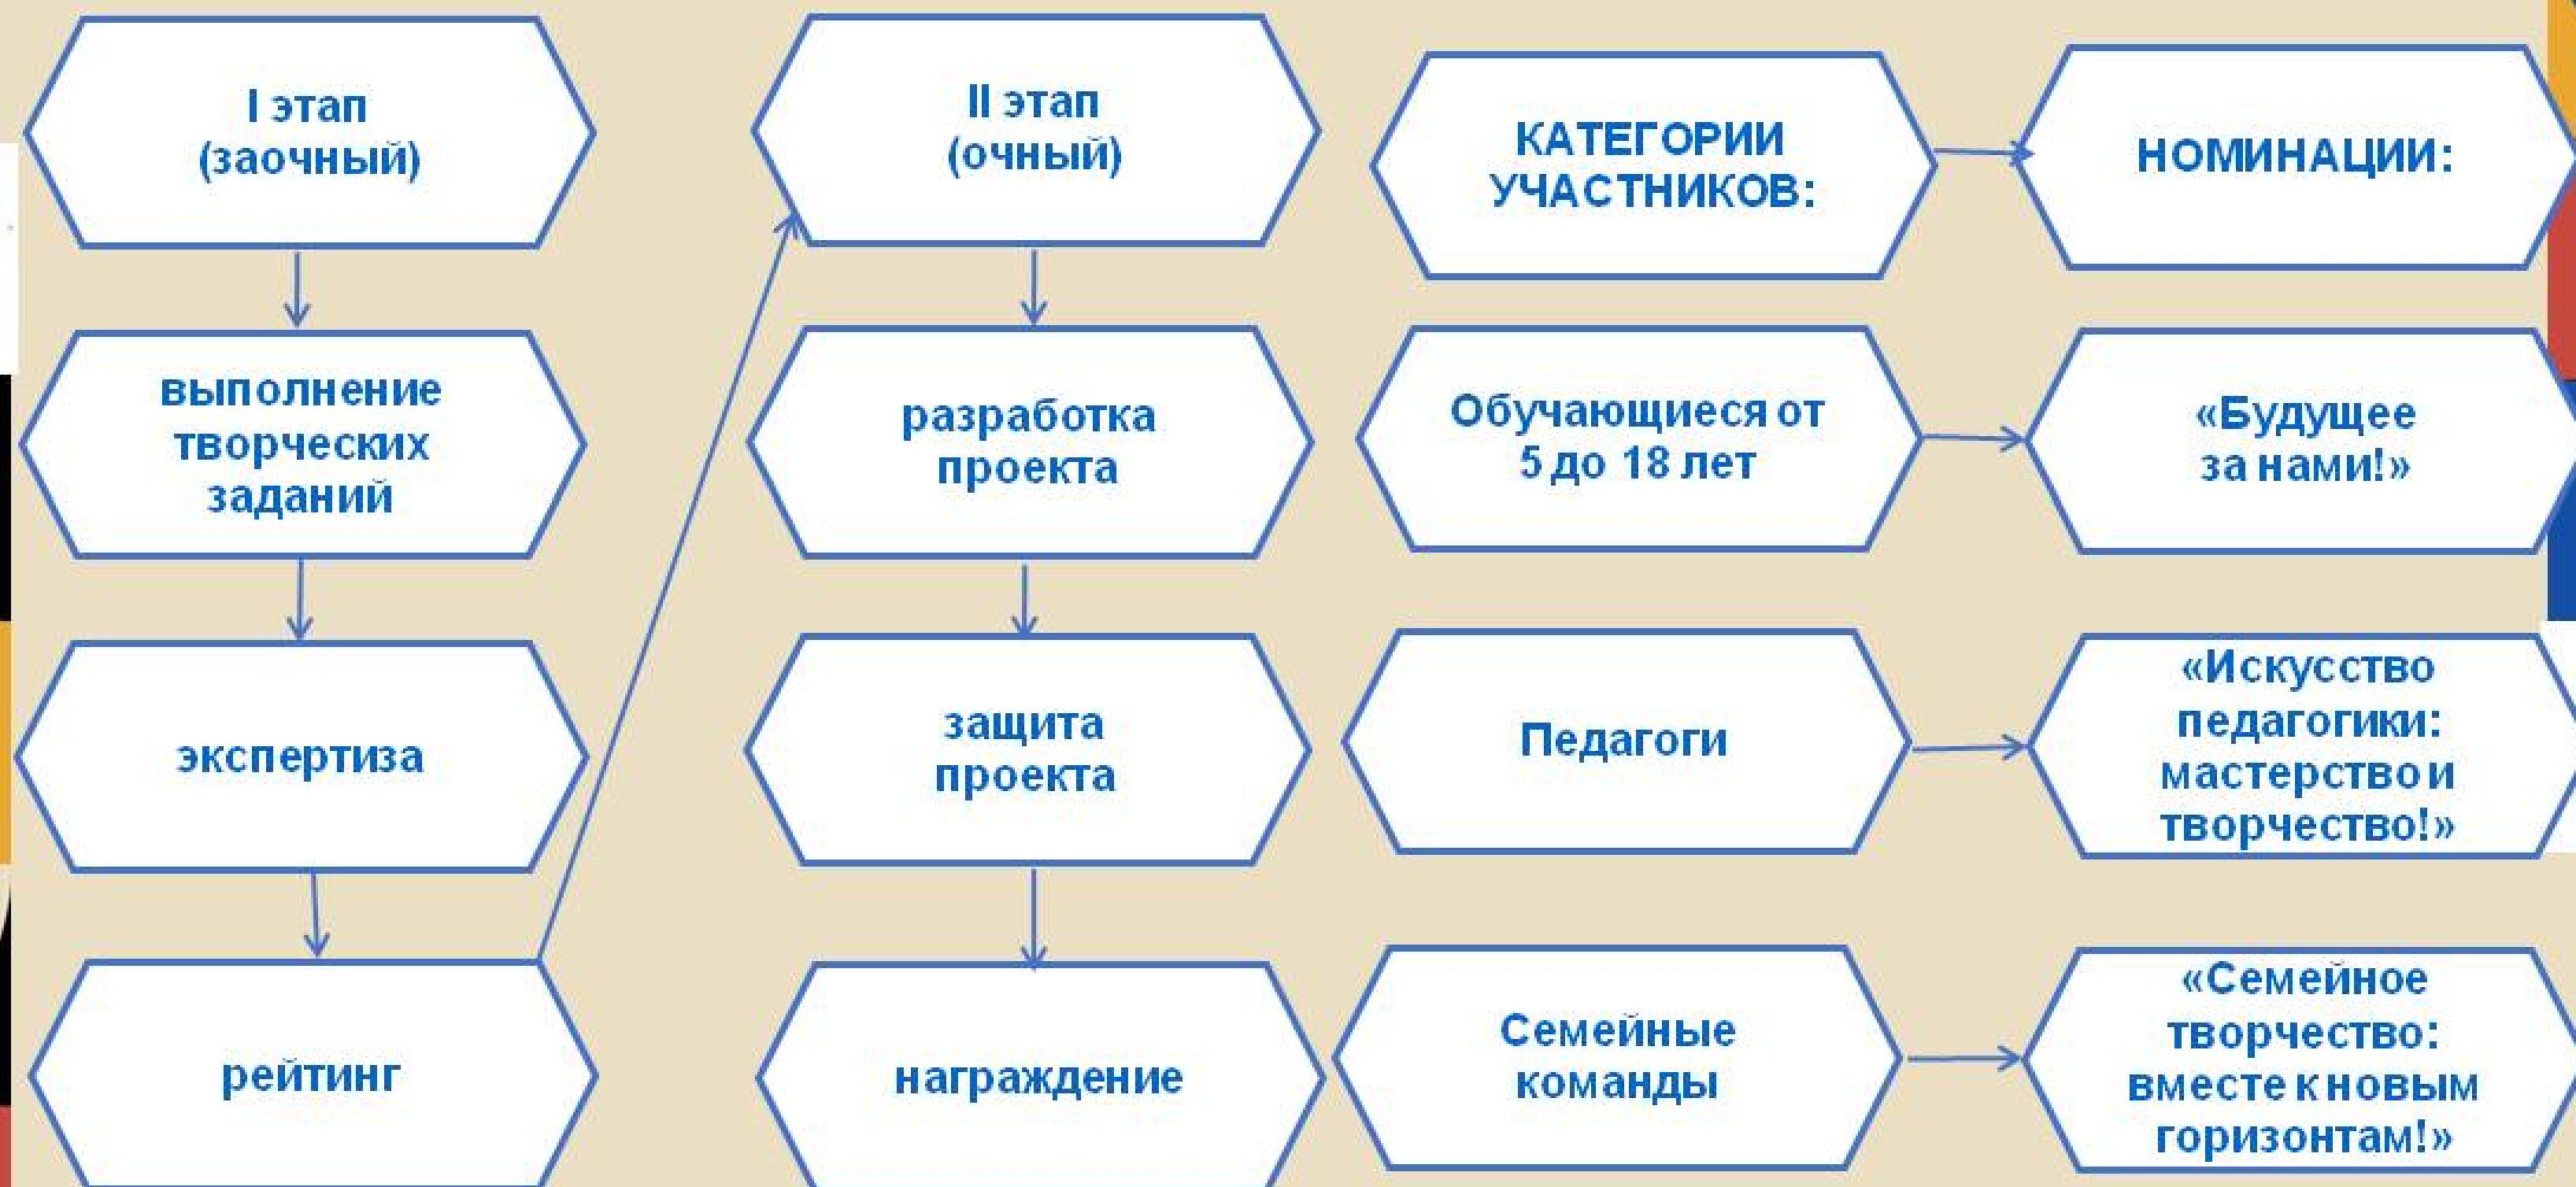 I этап
(заочный)
выполнение
творческих
заданий
экспертиза
рейтинг
II этап
(очный)
разработка
проекта
защита
проекта
награждение
КАТЕГОРИИ
УЧАСТНИКОВ:
НОМИНАЦИИ:
Обучающиеся от
5 до 18 лет
«Будущее
за нами!»
Педагоги
«Искусство
педагогики:
мастерство и
творчество!»
Семейные
команды
«Семейное
творчество:
вместе к новым
горизонтам!»